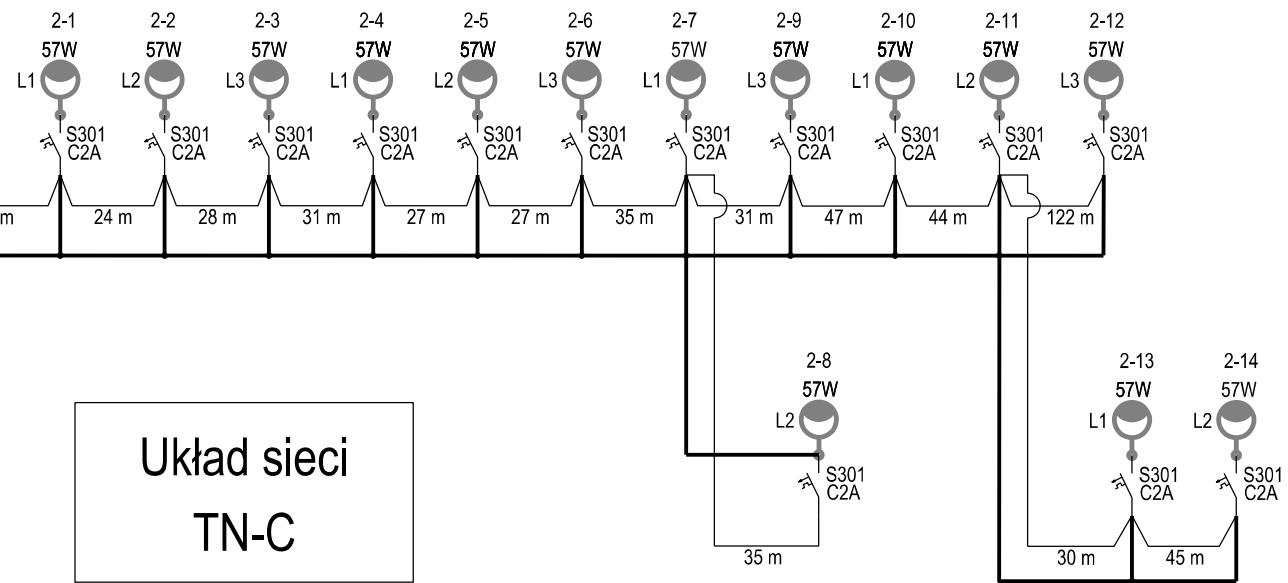 2-1 2-2 2-3 2-4 2-5 2-6 2-7 2-9 2-10 2-11 2-12
57W 57W 57W 57W 57W 57W 57W 57W 57W 57W 57W
L1 L2 L3 L1 L2 L3 L1 L3 L1 L2 L3
S301 S301 S301 S301 S301 S301 S301 S301 S301 S301 S301
C2A C2A C2A C2A C2A C2A C2A C2A C2A C2A C2A
m 24 m 28 m 31 m 27 m 27 m 35 m 31 m 47 m 44 m 122 m
2-8 2-13 2-14
57W 57W 57W
L2 L1 L2
S301 S301 S301
C2A C2A C2A
35 m 30 m 45 m
Układ sieci
TN-C